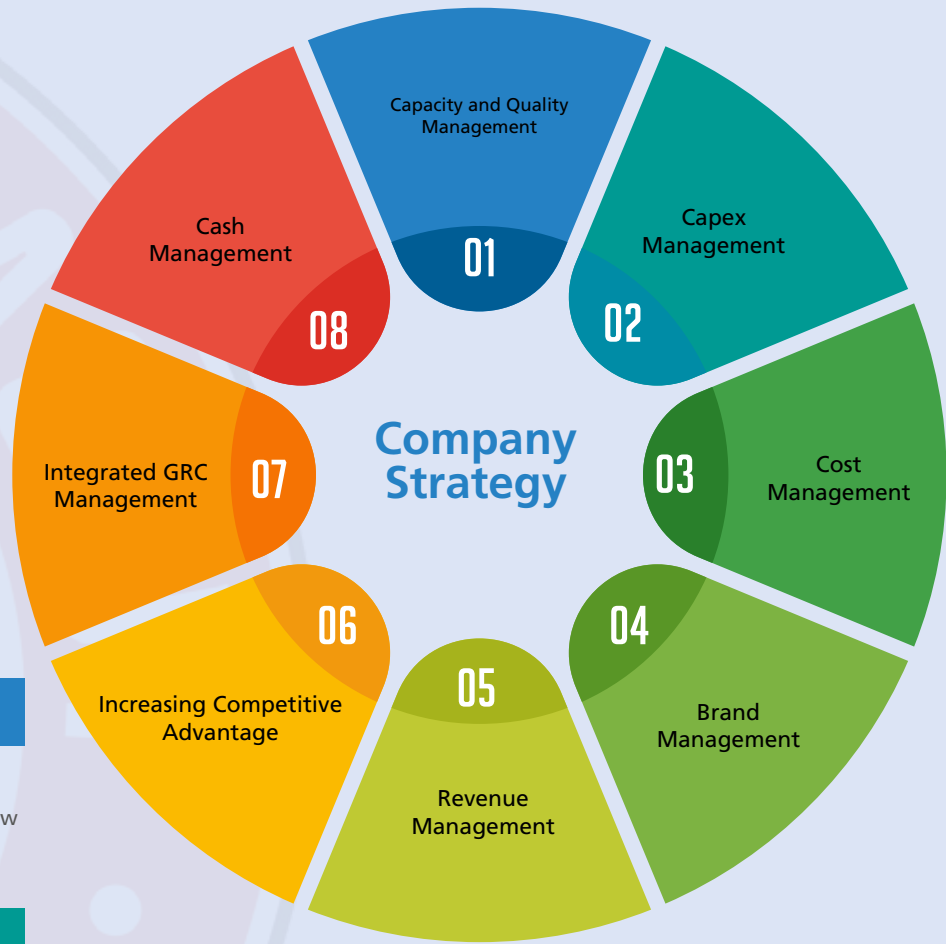 Capacity and Quality
Management
01
Capex
Management
02
Cost
Management
03
Brand
Management
04
Revenue
Management
05
Increasing Competitive
Advantage
06
Integrated GRC
Management
07
Cash
Management
08
Company
Strategy
w